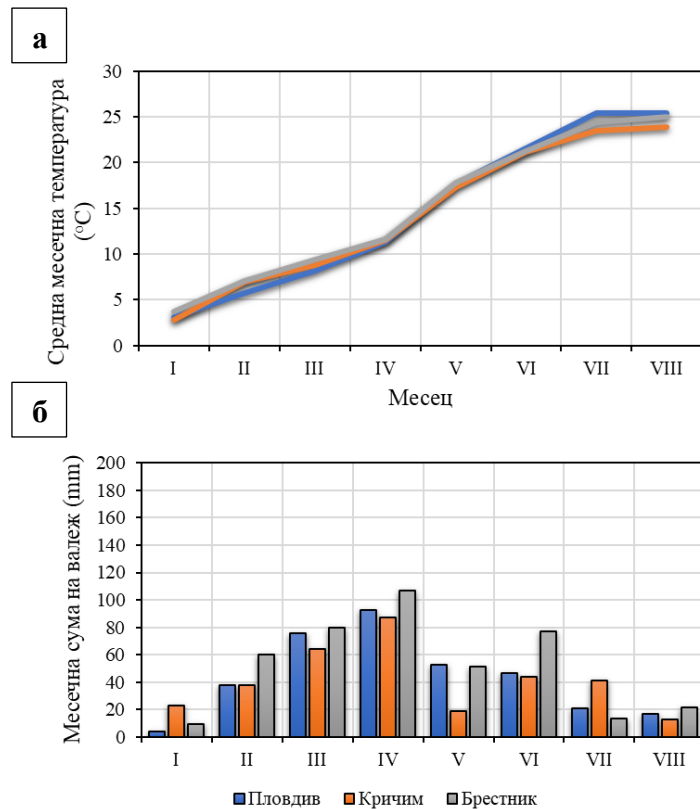 а
Средна месечна температура
(°C)
30
25
20
15
10
5
0
I II III IV V VI VII VIII
Месец
б
Месечна сума на валеж (mm)
200
180
160
140
120
100
80
60
40
20
0
I II III IV V VI VII VIII
Пловдив Кричим Брестник